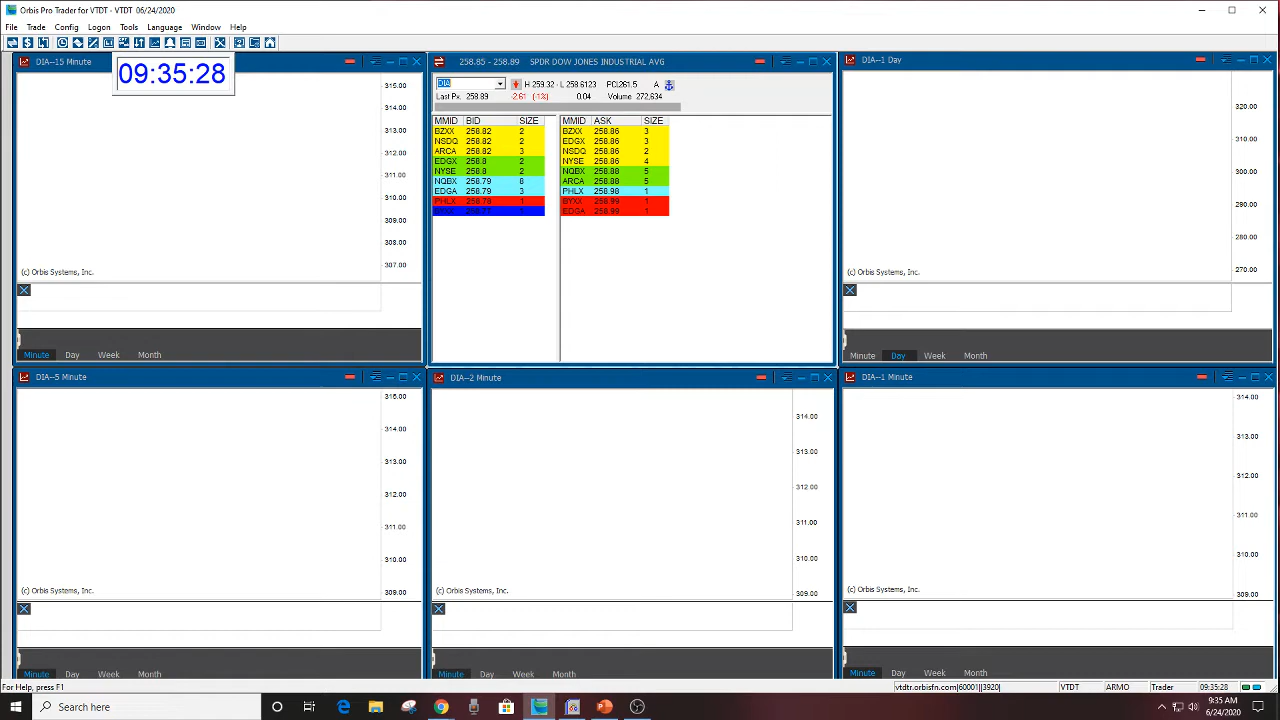 Orbis Pro Trader for VTDT - VTDT 06/24/2020
File Trade Config Logon Tools Language Window Help
DIA--15 Minute
09:35:28
315.00
314.00
313.00
312.00
311.00
310.00
309.00
308.00
307.00
(c) Orbis Systems, Inc.
Minute Day Week Month
258.85 - 258.89 SPDR DOW JONES INDUSTRIAL AVG
DIA H 259.32 - L 258.6123 PCL261.5 A
Last Px. 258.89 -2.61 (-1%) 0.04 Volume 272,634
MMID BID SIZE MMID ASK SIZE
BZXX 258.82 2 BZXX 258.86 3
NSDQ 258.82 2 EDGX 258.86 3
ARCA 258.82 3 NSDQ 258.86 2
EDGX 258.8 2 NYSE 258.86 4
NYSE 258.8 2 NQBX 258.88 5
NQBX 258.79 8 ARCA 258.88 5
EDGA 258.79 3 PHLX 258.98 1
PHLX 258.78 1 BYXX 258.99 1
BYXX 258.77 EDGA 258.99 1
DIA--1 Day
320.00
310.00
300.00
290.00
280.00
270.00
(c) Orbis Systems, Inc.
Minute Day Week Month
DIA--5 Minute
315.00
314.00
313.00
312.00
311.00
310.00
309.00
(c) Orbis Systems, Inc.
Minute Day Week Month
DIA--2 Minute
314.00
313.00
312.00
311.00
310.00
309.00
(c) Orbis Systems, Inc.
Minute Day Week Month
DIA--1 Minute
314.00
313.00
311.00
310.00
309.00
(c) Orbis Systems, Inc.
Minute Day Week Month
For Help, press F1 vtdtr.orbisfn.com|60001||3920| VTDT ARMO Trader 09:35:28
Search here
9:35 AM
6/24/2020